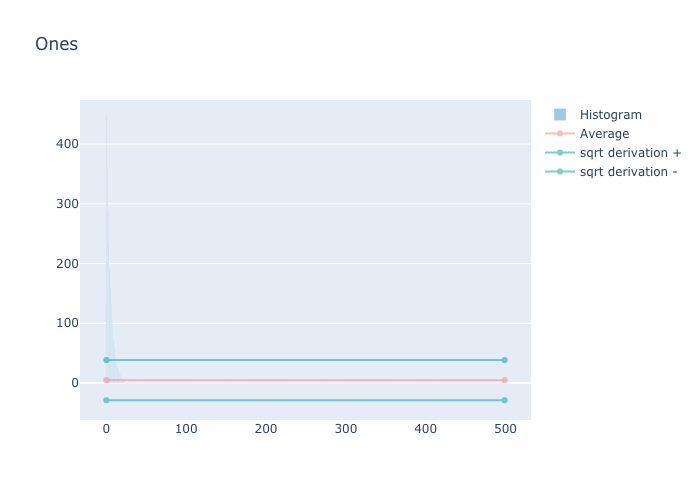 Ones
Histogram
Average
sqrt derivation +
sqrt derivation -
400
300
200
100
0
0 100 200 300 400 500